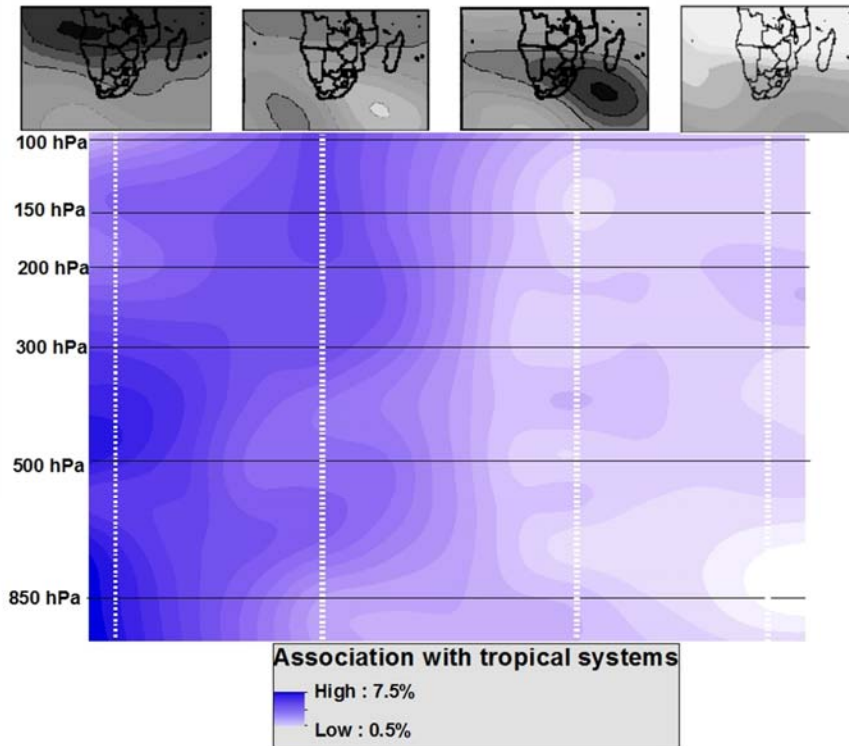 100 hPa
150 hPa
200 hPa
300 hPa
500 hPa
850 hPa
Association with tropical systems
High : 7.5%
Low : 0.5%